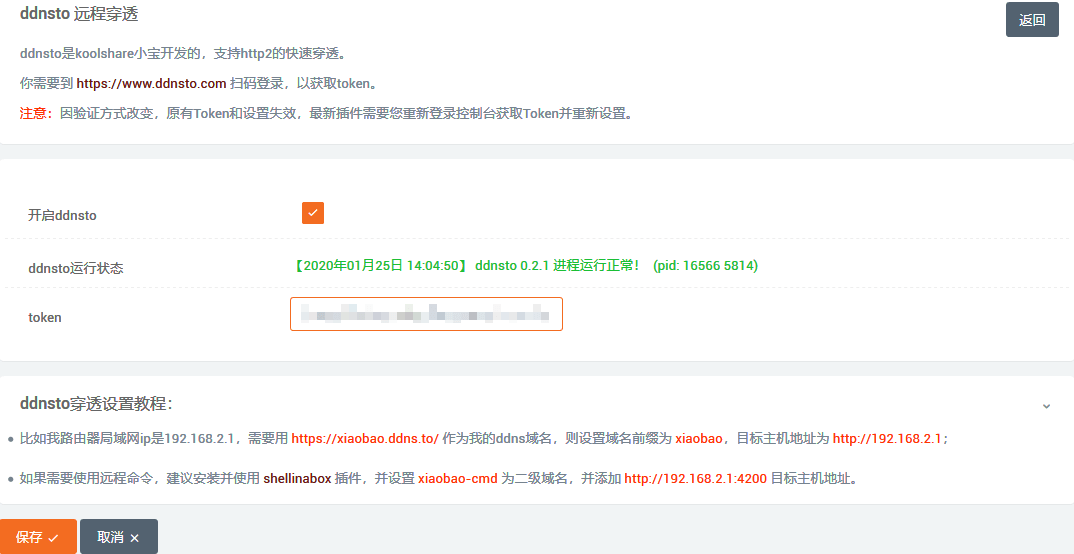 ddnsto 远程穿透
返回
ddnsto是koolshare小宝开发的，支持http2的快速穿透。
你需要到 https://www.ddnsto.com 扫码登录，以获取token。
注意：因验证方式改变，原有Token和设置失效，最新插件需要您重新登录控制台获取Token并重新设置。
开启ddnsto
ddnsto运行状态
【2020年01月25日 14:04:50】 ddnsto 0.2.1 进程运行正常！ (pid: 16566 5814)
token
ddnsto穿透设置教程：
比如我路由器局域网ip是192.168.2.1，需要用 https://xiaobao.ddns.to/ 作为我的ddns域名，则设置域名前缀为 xiaobao，目标主机地址为 http://192.168.2.1；
如果需要使用远程命令，建议安装并使用 shellinabox 插件，并设置 xiaobao-cmd 为二级域名，并添加 http://192.168.2.1:4200 目标主机地址。
保存
取消